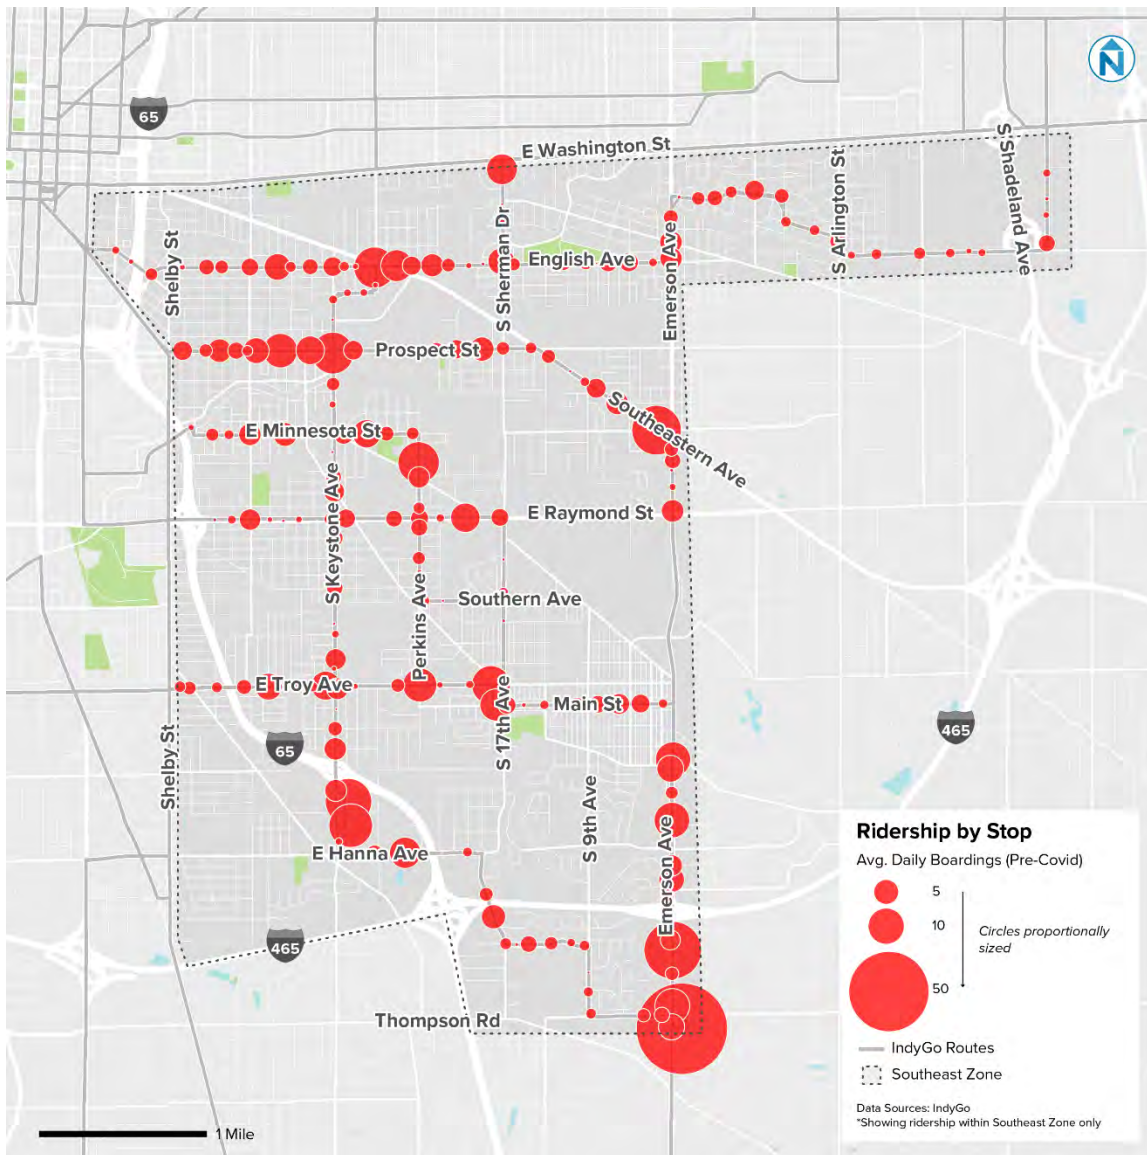 N
65
E Washington St
S Shadeland Ave
S Arlington St
S Sherman Dr
Shelby St
English Ave
Emerson Ave
Prospect St
Southeastern Ave
E Minnesota St
S Keystone Ave
E Raymond St
Perkins Ave
Southern Ave
E Troy Ave
S 17th Ave
Main St
65
465
Shelby St
S 9th Ave
Emerson Ave
E Hanna Ave
465
Thompson Rd
1 Mile
Ridership by Stop
Avg. Daily Boardings (Pre-Covid)
5
10
Circles proportionally
sized
50
IndyGo Routes
Southeast Zone
Data Sources: IndyGo
*Showing ridership within Southeast Zone only